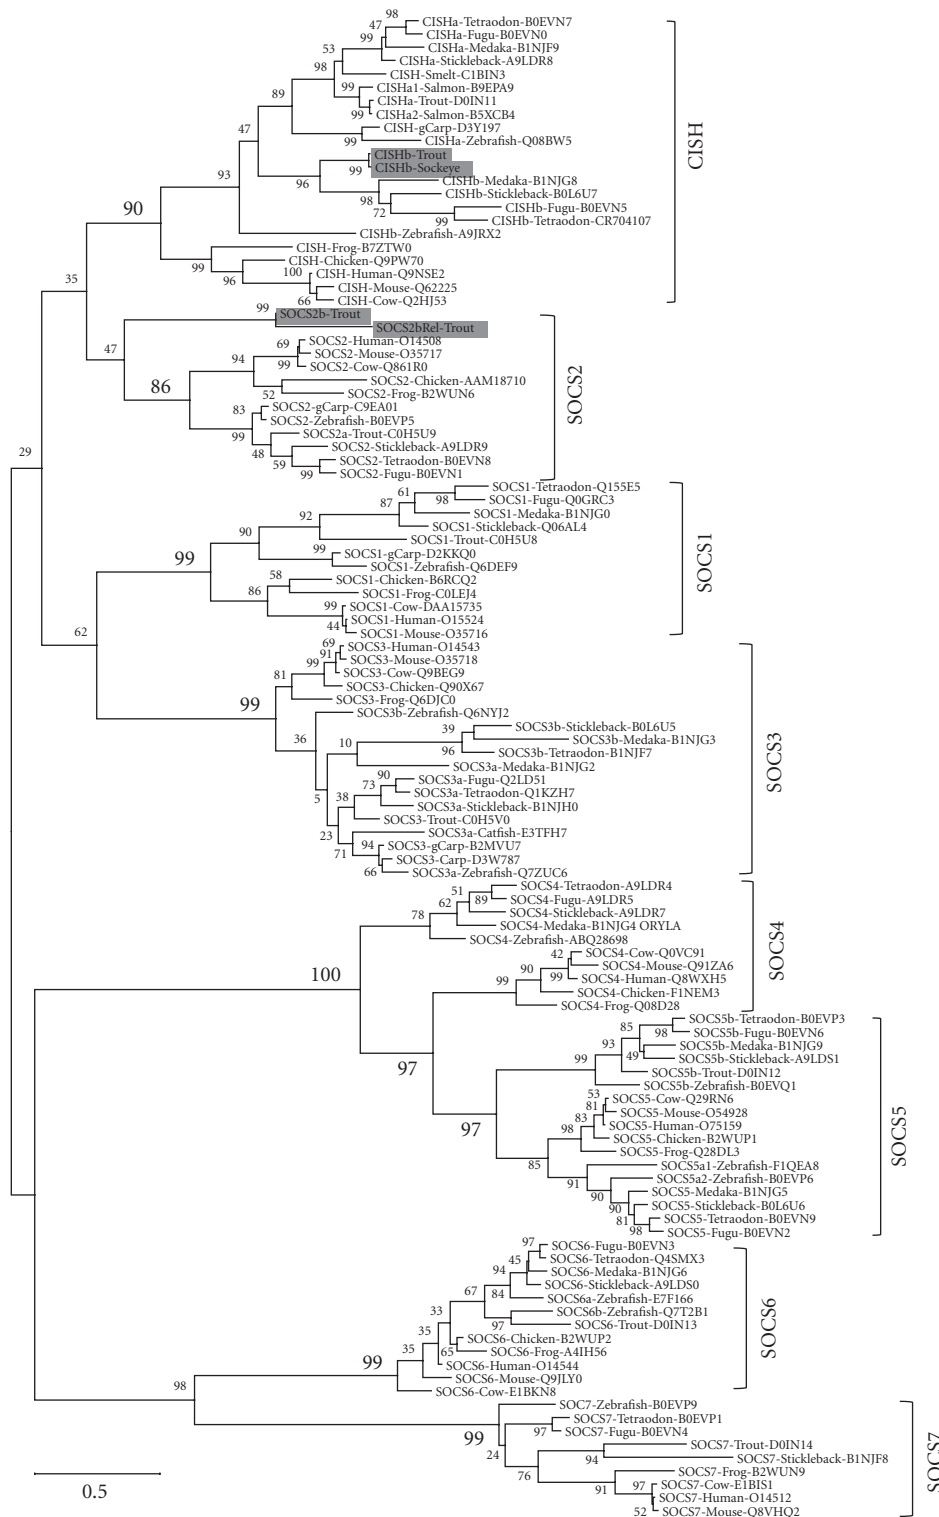 CISHa-Tetraodon-B0EVN7
CISHa-Fugu-B0EVN0
CISHa-Medaka-B1NJF9
CISHa-Stickleback-A9LDR8
CISH-Smelt-C1BIN3
CISHa1-Salmon-B9EPA9
CISHa-Trout-D0IN11
CISHa2-Salmon-B5XCB4
CISH-gCarp-D3Y197
CISHa-Zebrafish-Q08BW5
CISHb-Trout
CISHb-Sockeye
CISHb-Medaka-B1NJG8
CISHb-Stickleback-B0L6U7
CISHb-Fugu-B0EVN5
CISHb-Tetraodon-CR704107
CISHb-Zebrafish-A9JRX2
CISH-Frog-B7ZTW0
CISH-Chicken-Q9PW70
CISH-Human-Q9NSE2
CISH-Mouse-Q62225
CISH-Cow-Q2HJ53
98
47
99
53
98
99
99
89
99
47
99
96
98
72
99
93
90
99
96
100
66
35
CISH
SOCS2b-Trout
SOCS2bRel-Trout
SOCS2-Human-O14508
SOCS2-Mouse-O35717
SOCS2-Cow-Q861R0
SOCS2-Chicken-AAM18710
SOCS2-Frog-B2WUN6
SOCS2-gCarp-C9EA01
SOCS2-Zebrafish-B0EVP5
SOCS2a-Trout-C0H5U9
SOCS2-Stickleback-A9LDR9
SOCS2-Tetraodon-B0EVN8
SOCS2-Fugu-B0EVN1
99
47
69
99
94
52
86
83
99
48
59
99
29
SOCS2
SOCS1-Tetraodon-Q155E5
SOCS1-Fugu-Q0GRC3
SOCS1-Medaka-B1NJG0
SOCS1-Stickleback-Q06AL4
SOCS1-Trout-C0H5U8
SOCS1-gCarp-D2KKQ0
SOCS1-Zebrafish-Q6DEF9
SOCS1-Chicken-B6RCQ2
SOCS1-Frog-C0LEJ4
SOCS1-Cow-DAA15735
SOCS1-Human-O15524
SOCS1-Mouse-O35716
61
98
87
92
90
99
99
58
86
99
44
62
SOCS1
SOCS3-Human-O14543
SOCS3-Mouse-O35718
SOCS3-Cow-Q9BEG9
SOCS3-Chicken-Q90X67
SOCS3-Frog-Q6DJC0
SOCS3b-Zebrafish-Q6NYJ2
SOCS3b-Stickleback-B0L6U5
SOCS3b-Medaka-B1NJG3
SOCS3b-Tetraodon-B1NJF7
SOCS3a-Medaka-B1NJG2
SOCS3a-Fugu-Q2LD51
SOCS3a-Tetraodon-Q1KZH7
SOCS3a-Stickleback-B1NJH0
SOCS3-Trout-C0H5V0
SOCS3a-Catfish-E3TFH7
SOCS3-gCarp-B2MVU7
SOCS3-Carp-D3W787
SOCS3a-Zebrafish-Q7ZUC6
69
91
99
81
99
36
39
96
10
5
90
73
38
23
71
94
66
SOCS3
SOCS4-Tetraodon-A9LDR4
SOCS4-Fugu-A9LDR5
SOCS4-Stickleback-A9LDR7
SOCS4-Medaka-B1NJG4 ORYLA
SOCS4-Zebrafish-ABQ28698
SOCS4-Cow-Q0VC91
SOCS4-Mouse-Q91ZA6
SOCS4-Human-Q8WXH5
SOCS4-Chicken-F1NEM3
SOCS4-Frog-Q08D28
51
89
62
78
100
42
99
90
99
97
SOCS4
SOCS5b-Tetraodon-B0EVP3
SOCS5b-Fugu-B0EVN6
SOCS5b-Medaka-B1NJG9
SOCS5b-Stickleback-A9LDS1
SOCS5b-Trout-D0IN12
SOCS5b-Zebrafish-B0EVQ1
SOCS5-Cow-Q29RN6
SOCS5-Mouse-O54928
SOCS5-Human-O75159
SOCS5-Chicken-B2WUP1
SOCS5-Frog-Q28DL3
SOCS5a1-Zebrafish-F1QEA8
SOCS5a2-Zebrafish-B0EVP6
SOCS5-Medaka-B1NJG5
SOCS5-Stickleback-B0L6U6
SOCS5-Tetraodon-B0EVN9
SOCS5-Fugu-B0EVN2
85
98
93
49
99
97
53
81
83
98
85
91
90
90
81
98
SOCS5
SOCS6-Fugu-B0EVN3
SOCS6-Tetraodon-Q4SMX3
SOCS6-Medaka-B1NJG6
SOCS6-Stickleback-A9LDS0
SOCS6a-Zebrafish-E7F166
SOCS6b-Zebrafish-Q7T2B1
SOCS6-Trout-D0IN13
SOCS6-Chicken-B2WUP2
SOCS6-Frog-A4IH56
SOCS6-Human-O14544
SOCS6-Mouse-Q9JLY0
SOCS6-Cow-E1BKN8
97
45
94
84
67
97
33
35
65
35
99
98
SOCS6
SOC7-Zebrafish-B0EVP9
SOCS7-Tetraodon-B0EVP1
SOCS7-Fugu-B0EVN4
SOCS7-Trout-D0IN14
SOCS7-Stickleback-B1NJF8
SOCS7-Frog-B2WUN9
SOCS7-Cow-E1BIS1
SOCS7-Human-O14512
SOCS7-Mouse-Q8VHQ2
99
97
24
94
76
91
97
52
SOCS7
0.5